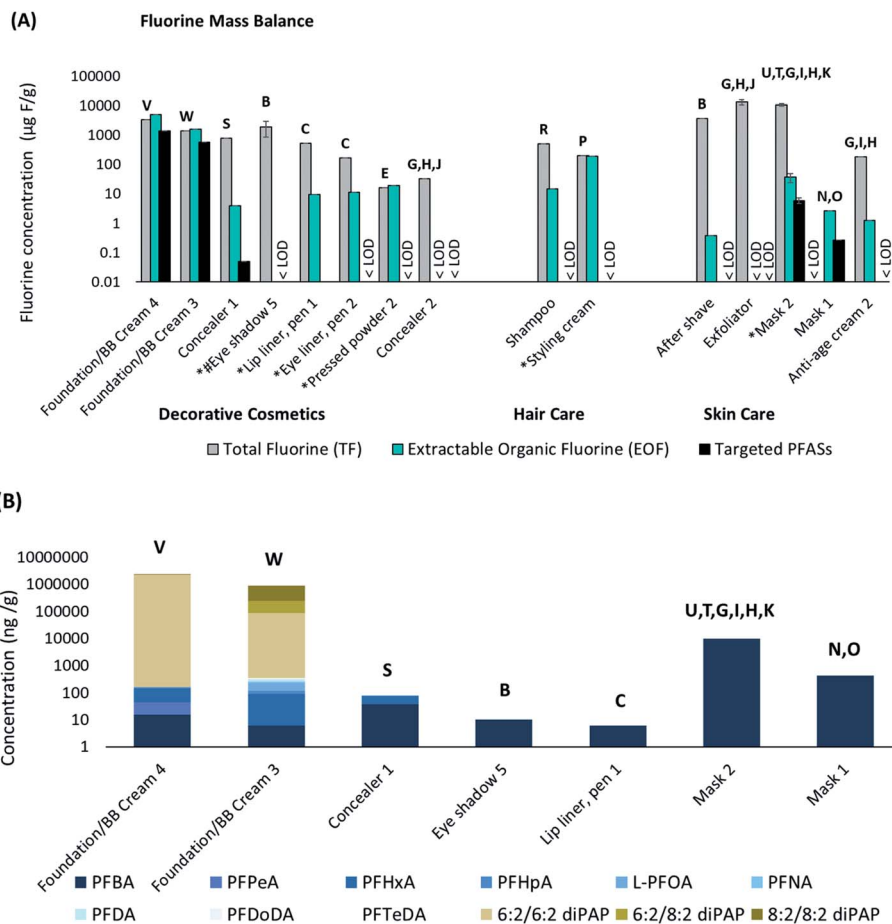 (A)
Fluorine Mass Balance
Fluorine concentration (µg F/g)
100000
10000
1000
100
10
1
0.1
0.01
V
W
S
B
C
C
E
G,H,J
R
P
B
G,H,J
U,T,G,I,H,K
N,O
G,I,H
< LOD
< LOD
< LOD
< LOD
< LOD
< LOD
< LOD
< LOD
< LOD
< LOD
< LOD
< LOD
Foundation/BB Cream 4
Foundation/BB Cream 3
Concealer 1
*#Eye shadow 5
*Lip liner, pen 1
*Eye liner, pen 2
*Pressed powder 2
Concealer 2
Shampoo
*Styling cream
After shave
Exfoliator
*Mask 2
Mask 1
Anti-age cream 2
Decorative Cosmetics Hair Care Skin Care
Total Fluorine (TF) Extractable Organic Fluorine (EOF) Targeted PFASs
(B)
Concentration (ng /g)
10000000
1000000
100000
10000
1000
100
10
1
V
W
S
B
C
U,T,G,I,H,K
N,O
Foundation/BB Cream 4
Foundation/BB Cream 3
Concealer 1
Eye shadow 5
Lip liner, pen 1
Mask 2
Mask 1
PFBA PFPeA PFHxA PFHpA L-PFOA PFNA
PFDA PFDoDA PFTeDA 6:2/6:2 diPAP 6:2/8:2 diPAP 8:2/8:2 diPAP